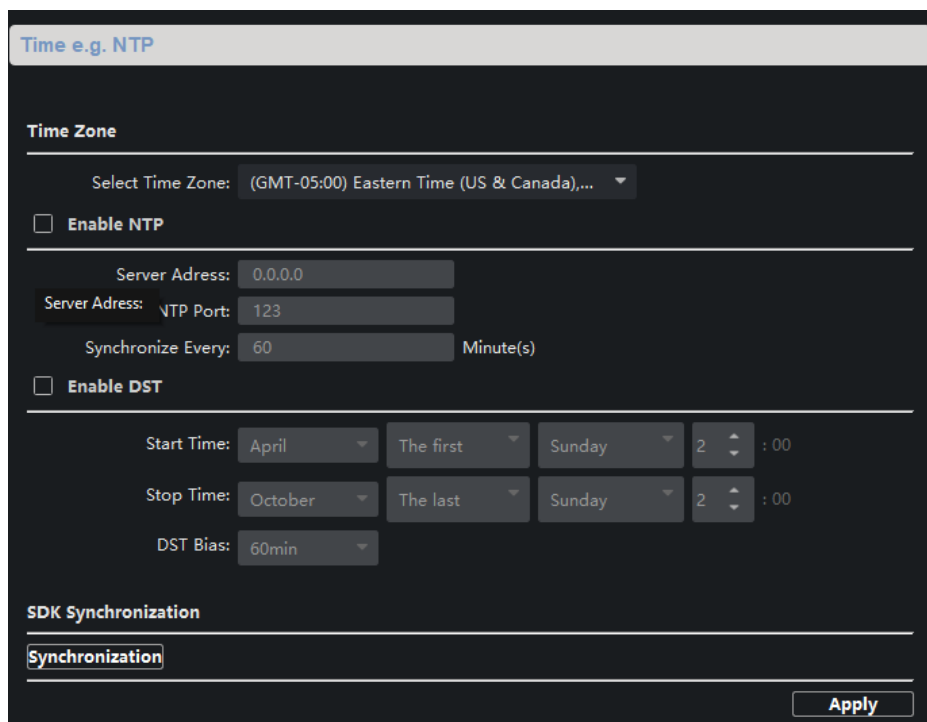 Time e.g. NTP
Time Zone
Select Time Zone: (GMT-05:00) Eastern Time (US & Canada),...
Enable NTP
Server Adress: 0.0.0.0
Server Adress:
NTP Port: 123
Synchronize Every: 60 Minute(s)
Enable DST
Start Time: April The first Sunday 2 : 00
Stop Time: October The last Sunday 2 : 00
DST Bias: 60min
SDK Synchronization
Synchronization
Apply